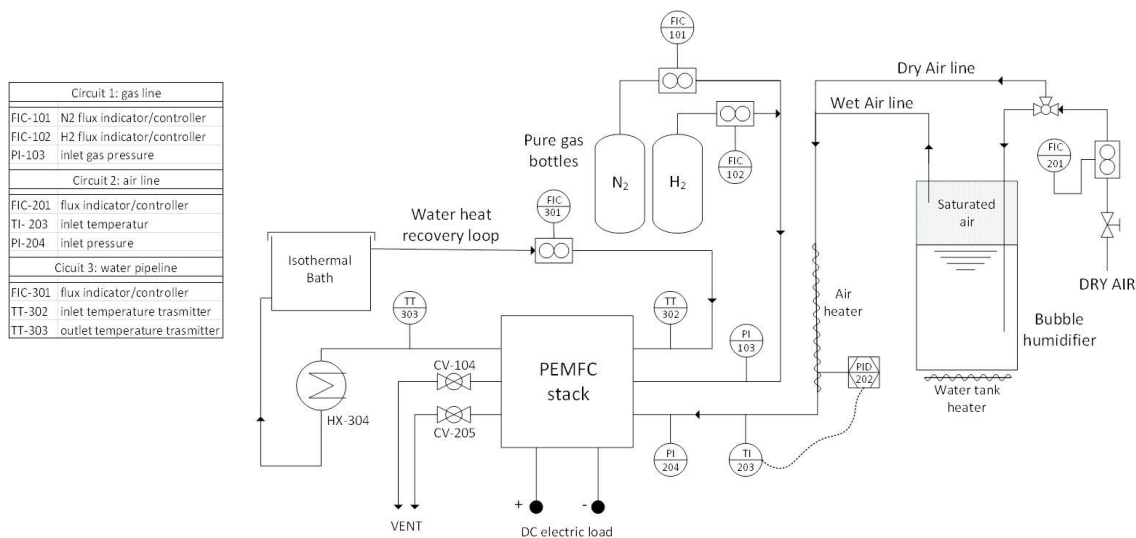 Circuit 1: gas line
FIC-101 N2 flux indicator/controller
FIC-102 H2 flux indicator/controller
PI-103 inlet gas pressure
Circuit 2: air line
FIC-201 flux indicator/controller
TI- 203 inlet temperatur
PI-204 inlet pressure
Cicuit 3: water pipeline
FIC-301 flux indicator/controller
TT-302 inlet temperature trasmitter
TT-303 outlet temperature trasmitter
FIC
101
Pure gas
bottles
N2
H2
FIC
102
Dry Air line
Wet Air line
FIC
201
DRY AIR
Saturated
air
Bubble
humidifier
Water tank
heater
Air
heater
PID
202
Water heat
recovery loop
FIC
301
Isothermal
Bath
TT
303
TT
302
PI
103
HX-304
CV-104
CV-205
PEMFC
stack
PI
204
TI
203
VENT
+
-
DC electric load